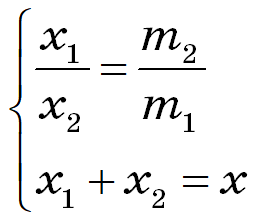 x₁/x₂ = m₂/m₁
x₁ + x₂ = x